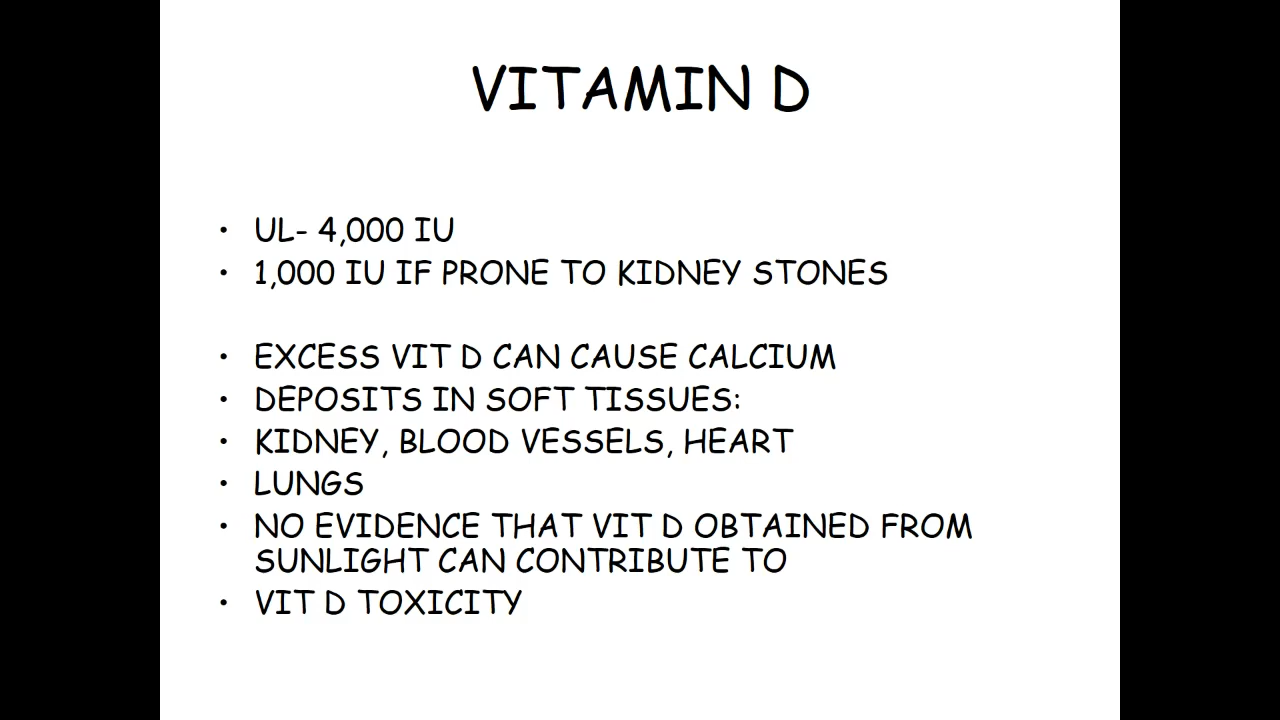 VITAMIN D
• UL- 4,000 IU
• 1,000 IU IF PRONE TO KIDNEY STONES
• EXCESS VIT D CAN CAUSE CALCIUM
• DEPOSITS IN SOFT TISSUES:
• KIDNEY, BLOOD VESSELS, HEART
• LUNGS
• NO EVIDENCE THAT VIT D OBTAINED FROM
SUNLIGHT CAN CONTRIBUTE TO
• VIT D TOXICITY